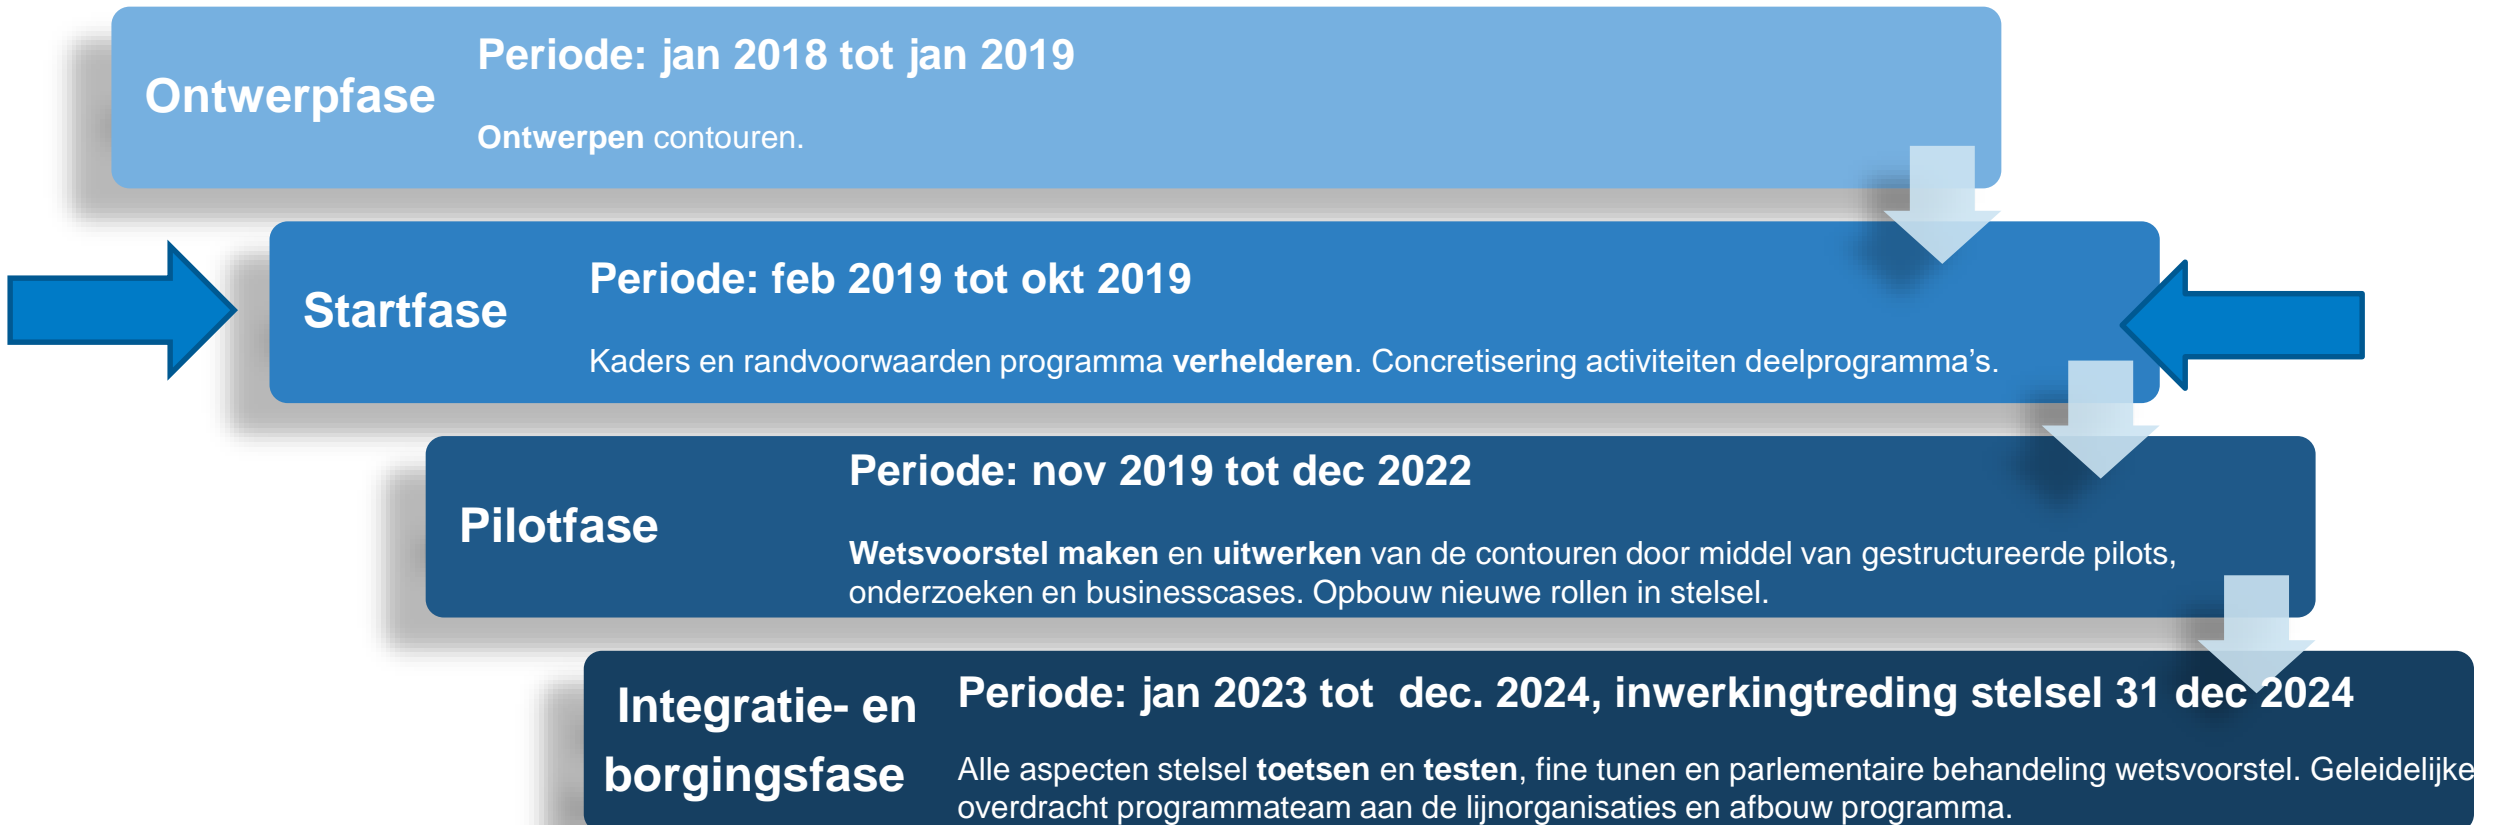 Ontwerpfase
Periode: jan 2018 tot jan 2019
Ontwerpen contouren.
Startfase
Periode: feb 2019 tot okt 2019
Kaders en randvoorwaarden programma verhelderen. Concretisering activiteiten deelprogramma’s.
Pilotfase
Periode: nov 2019 tot dec 2022
Wetsvoorstel maken en uitwerken van de contouren door middel van gestructureerde pilots,
onderzoeken en businesscases. Opbouw nieuwe rollen in stelsel.
Integratie- en
borgingsfase
Periode: jan 2023 tot  dec. 2024, inwerkingtreding stelsel 31 dec 2024
Alle aspecten stelsel toetsen en testen, fine tunen en parlementaire behandeling wetsvoorstel. Geleidelijke
overdracht programmateam aan de lijnorganisaties en afbouw programma.